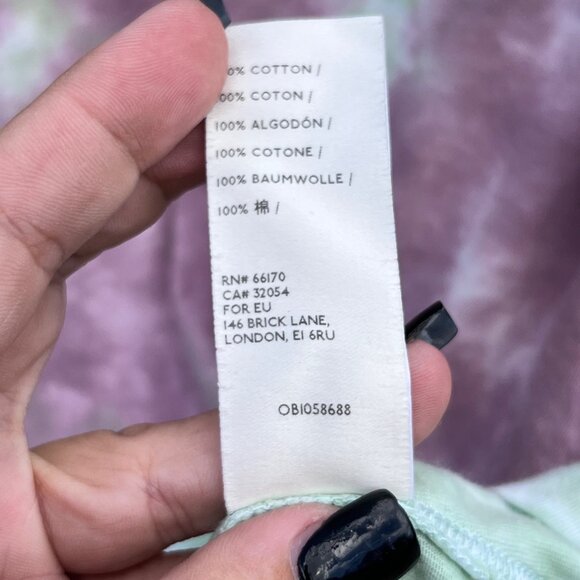 0% COTTON /
00% COTON /
100% ALGODÓN /
100% COTONE /
100% BAUMWOLLE /
100% 棉 /
RN# 66170
CA# 32054
FOR EU
146 BRICK LANE,
LONDON, E1 6RU
OB1058688